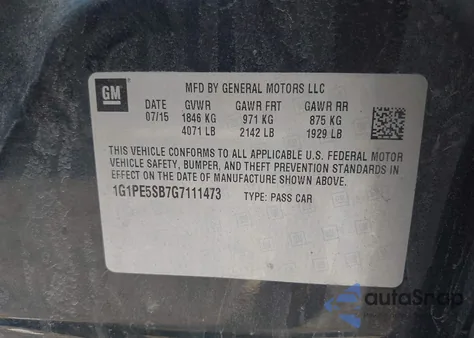 GM
MFD BY GENERAL MOTORS LLC
DATE GVWR GAWR FRT GAWR RR
07/15 1846 KG 971 KG 875 KG
4071 LB 2142 LB 1929 LB
THIS VEHICLE CONFORMS TO ALL APPLICABLE U.S. FEDERAL MOTOR
VEHICLE SAFETY, BUMPER, AND THEFT PREVENTION STANDARDS IN
EFFECT ON THE DATE OF MANUFACTURE SHOWN ABOVE.
1G1PE5SB7G7111473 TYPE: PASS CAR
autoSnap